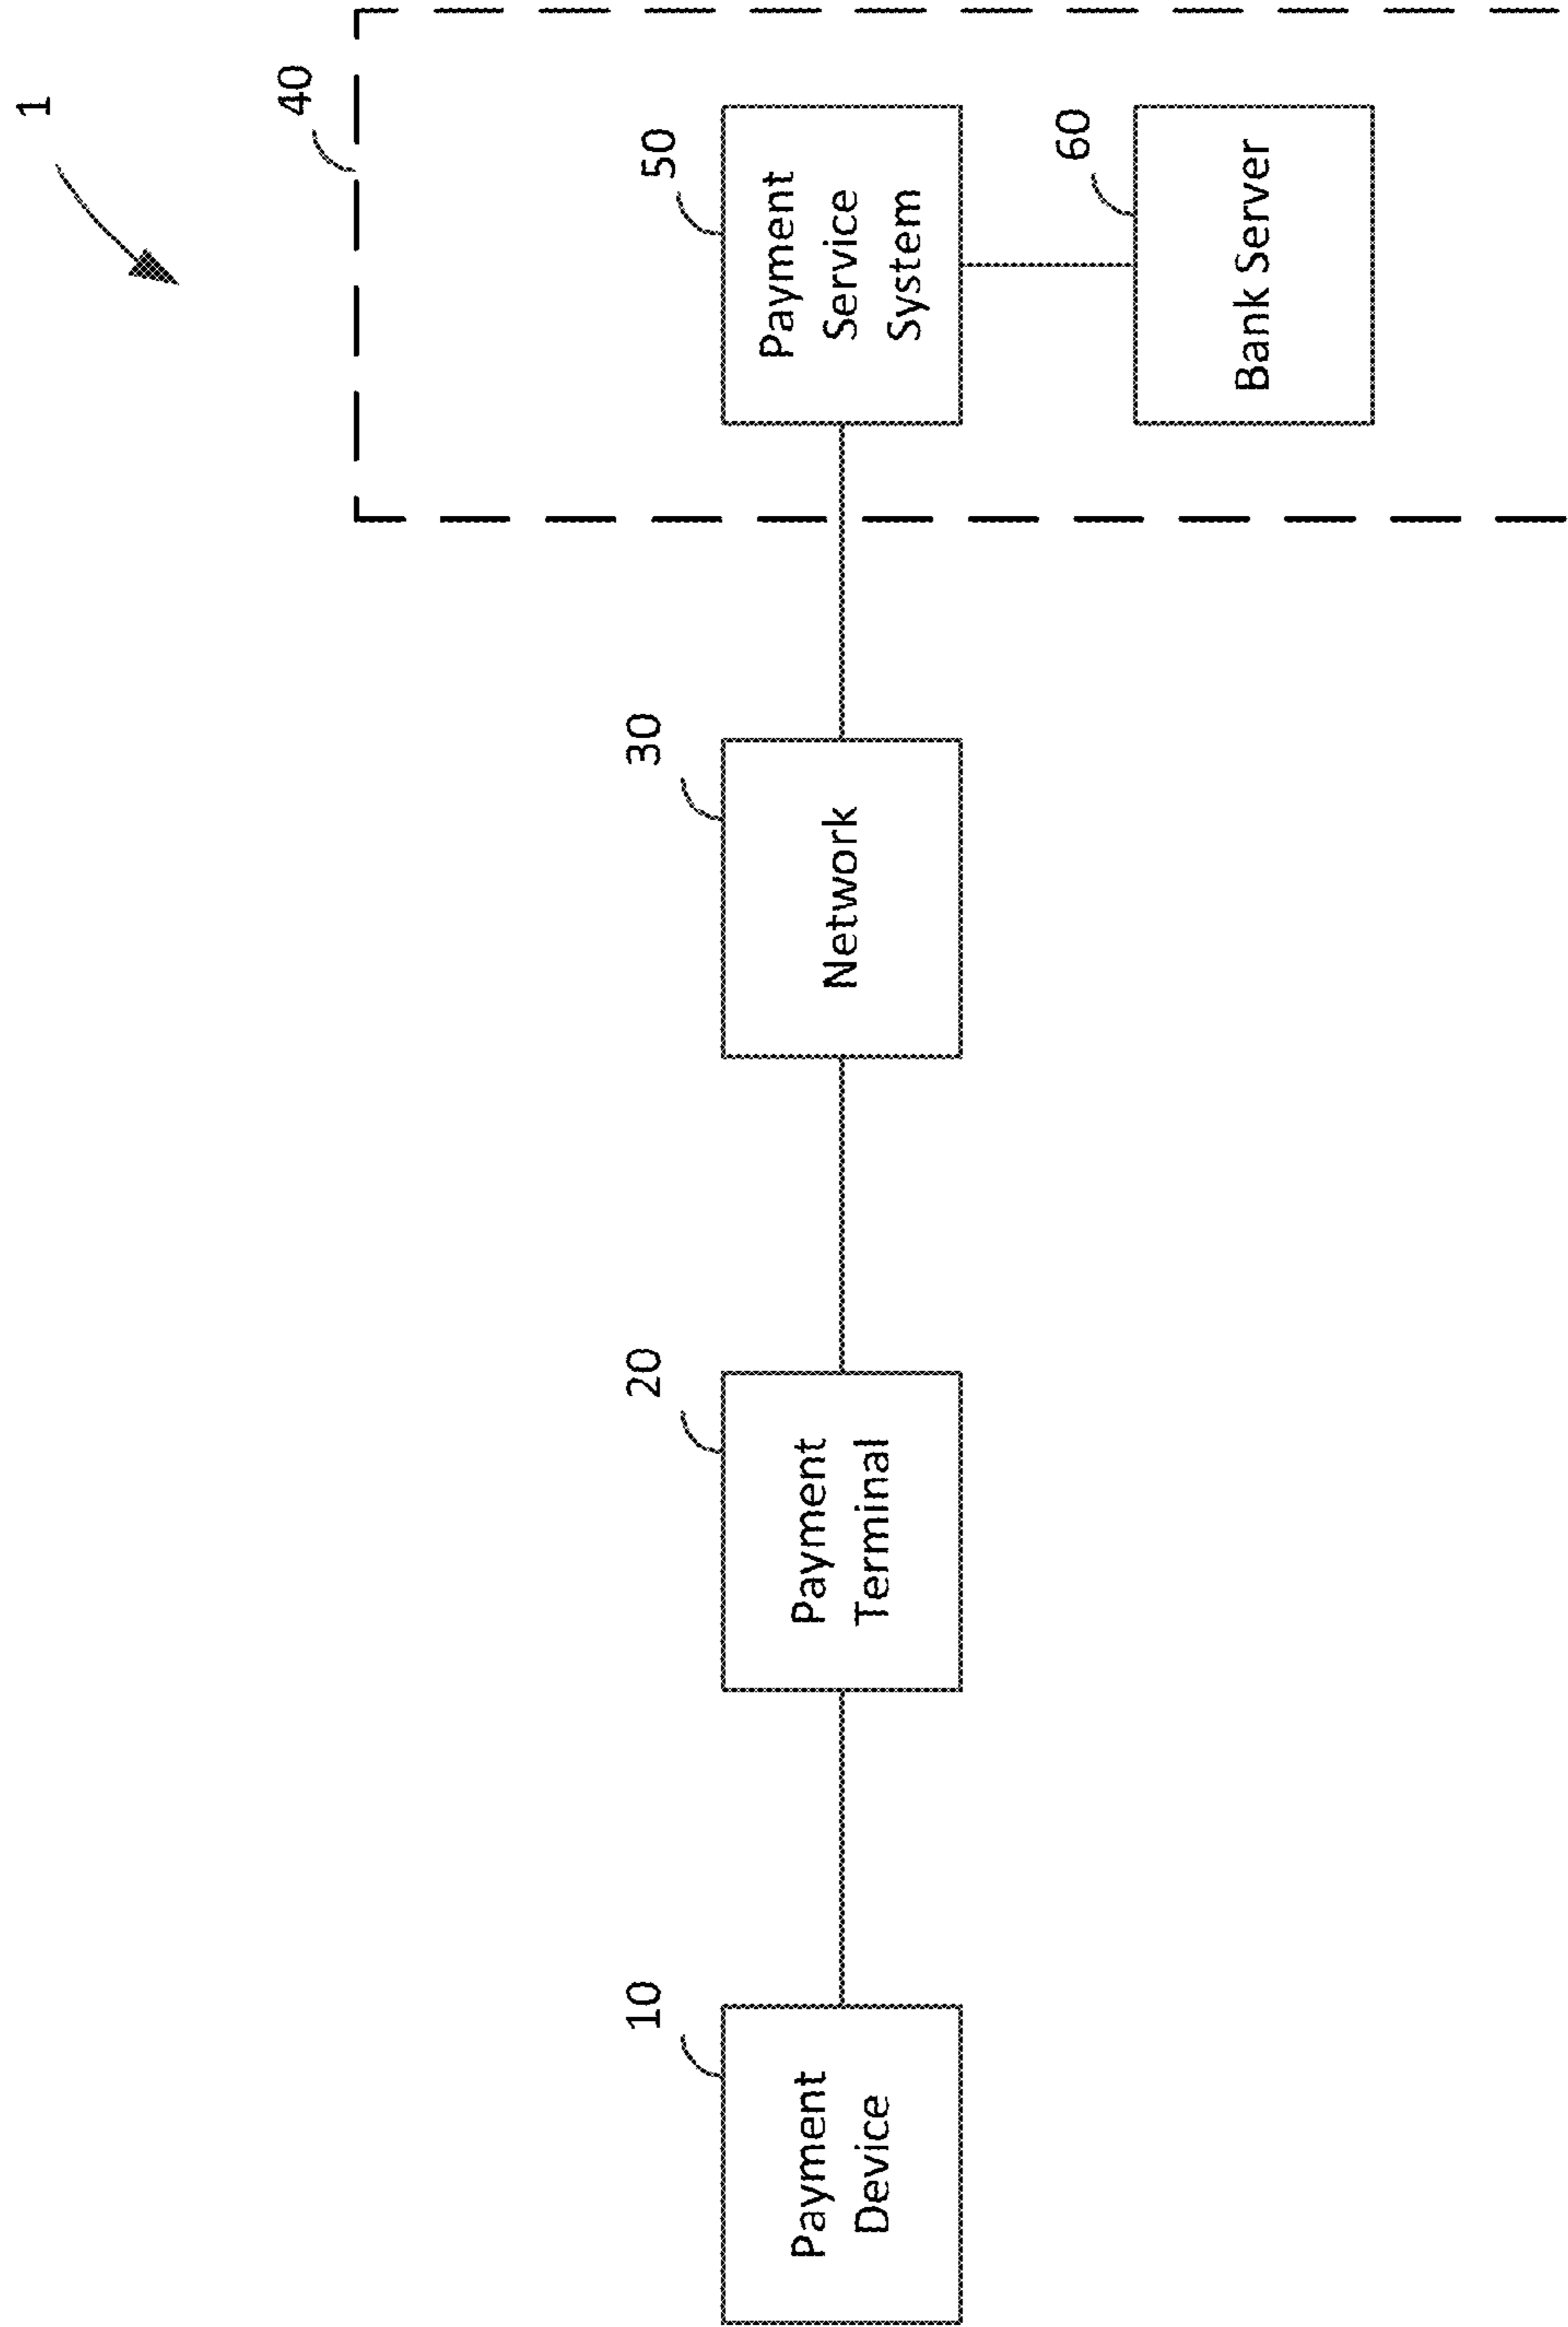 1
40
10
Payment
Device
20
Payment
Terminal
30
Network
50
Payment
Service
System
60
Bank Server